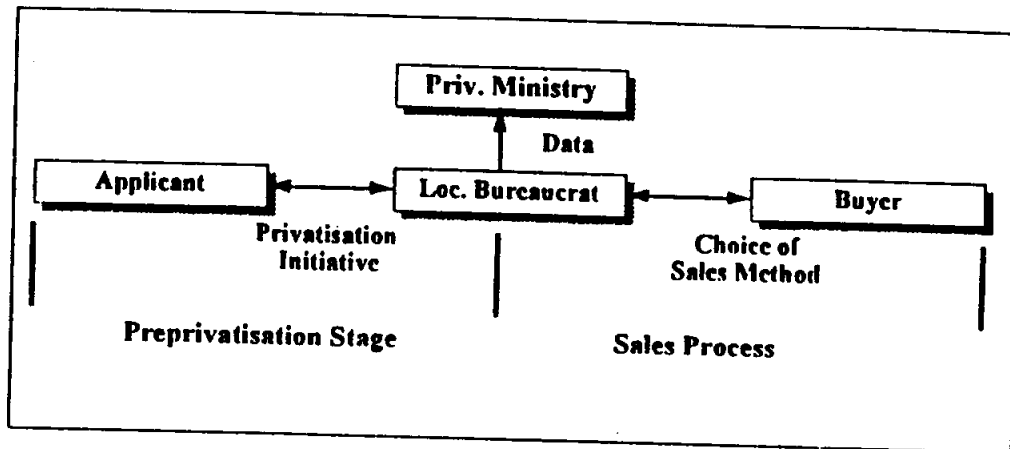 Priv. Ministry
Data
Applicant
Loc. Bureaucrat
Buyer
Privatisation
Initiative
Choice of
Sales Method
Preprivatisation Stage
Sales Process